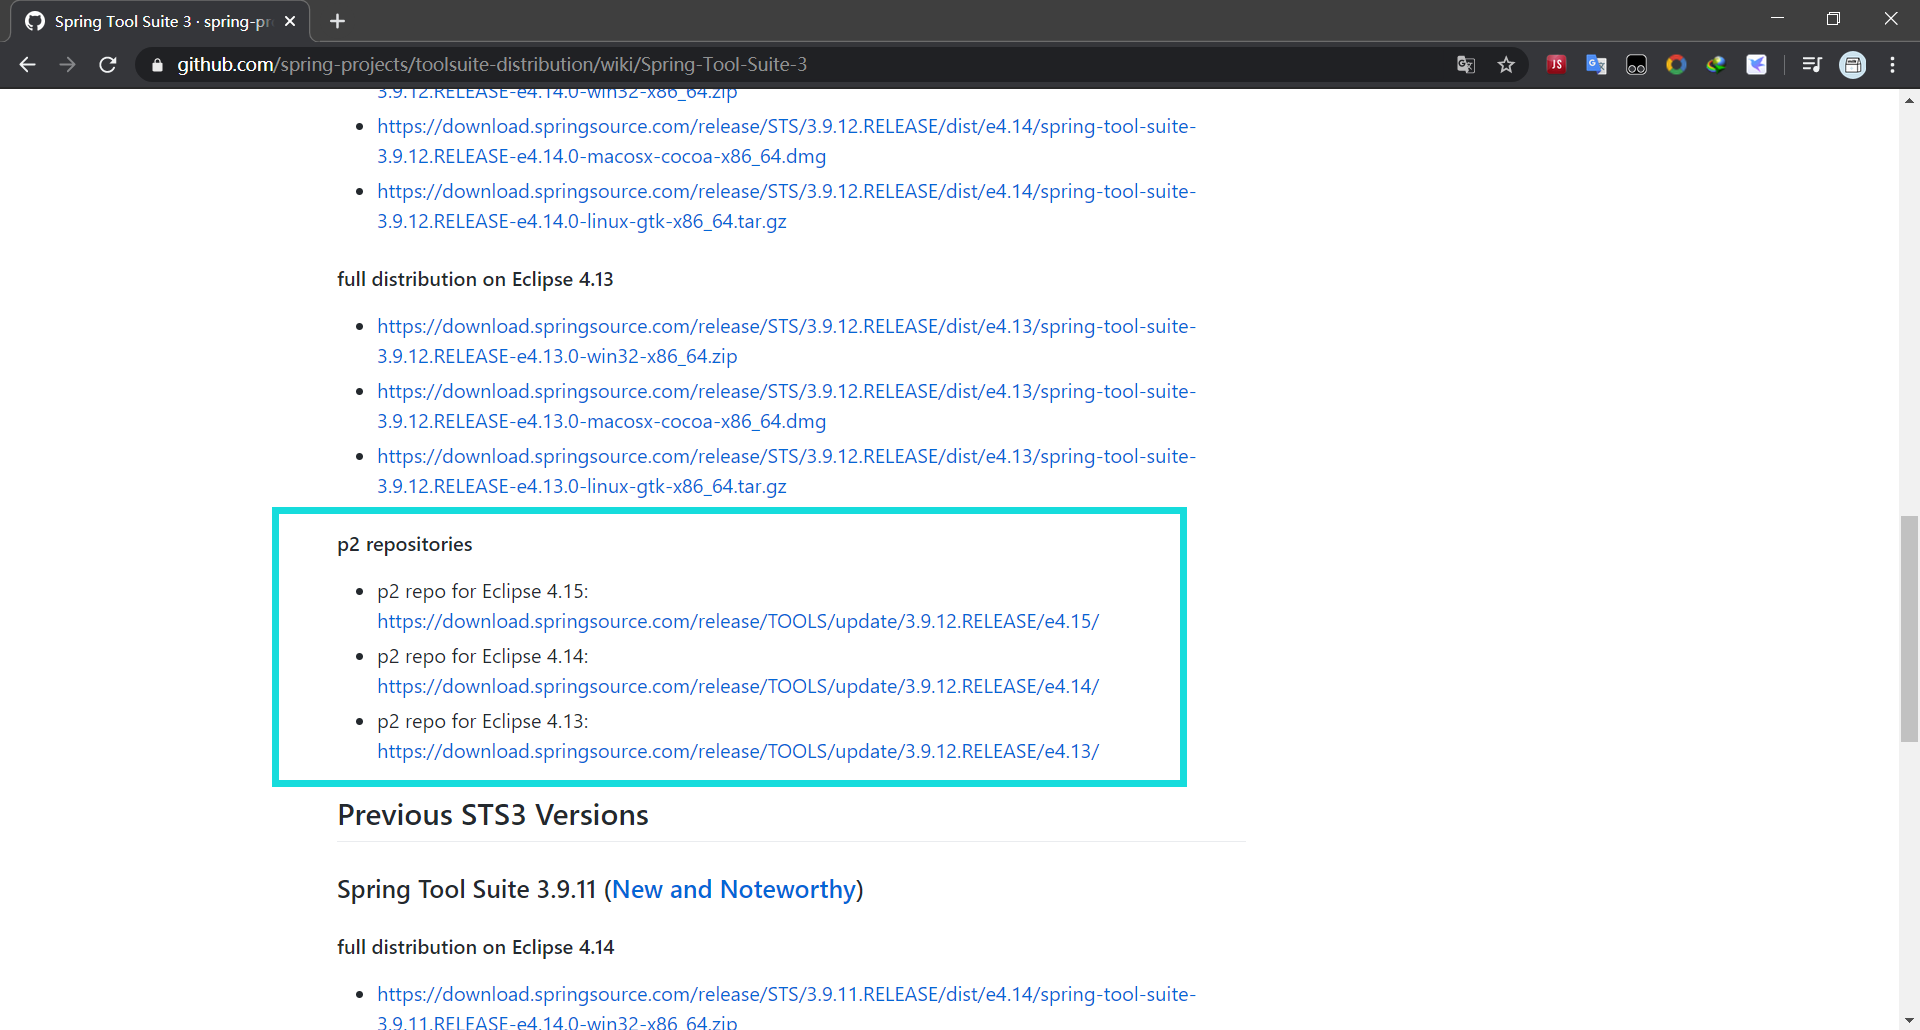 Spring Tool Suite 3 · spring-pr
github.com/spring-projects/toolsuite-distribution/wiki/Spring-Tool-Suite-3
JS
3.9.12.RELEASE-e4.14.0-win32-x86_64.zip
https://download.springsource.com/release/STS/3.9.12.RELEASE/dist/e4.14/spring-tool-suite-
3.9.12.RELEASE-e4.14.0-macosx-cocoa-x86_64.dmg
https://download.springsource.com/release/STS/3.9.12.RELEASE/dist/e4.14/spring-tool-suite-
3.9.12.RELEASE-e4.14.0-linux-gtk-x86_64.tar.gz
full distribution on Eclipse 4.13
https://download.springsource.com/release/STS/3.9.12.RELEASE/dist/e4.13/spring-tool-suite-
3.9.12.RELEASE-e4.13.0-win32-x86_64.zip
https://download.springsource.com/release/STS/3.9.12.RELEASE/dist/e4.13/spring-tool-suite-
3.9.12.RELEASE-e4.13.0-macosx-cocoa-x86_64.dmg
https://download.springsource.com/release/STS/3.9.12.RELEASE/dist/e4.13/spring-tool-suite-
3.9.12.RELEASE-e4.13.0-linux-gtk-x86_64.tar.gz
p2 repositories
p2 repo for Eclipse 4.15:
https://download.springsource.com/release/TOOLS/update/3.9.12.RELEASE/e4.15/
p2 repo for Eclipse 4.14:
https://download.springsource.com/release/TOOLS/update/3.9.12.RELEASE/e4.14/
p2 repo for Eclipse 4.13:
https://download.springsource.com/release/TOOLS/update/3.9.12.RELEASE/e4.13/
Previous STS3 Versions
Spring Tool Suite 3.9.11 (New and Noteworthy)
full distribution on Eclipse 4.14
https://download.springsource.com/release/STS/3.9.11.RELEASE/dist/e4.14/spring-tool-suite-
3.9.11.RELEASE-e4.14.0-win32-x86_64.zip